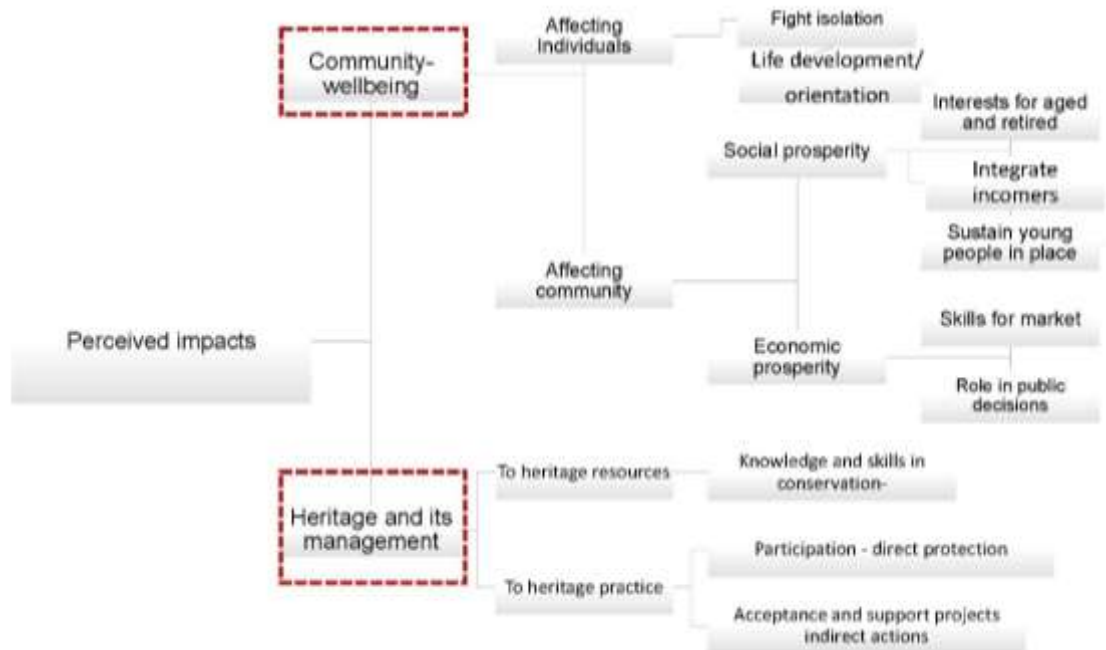 Perceived impacts
Community-
wellbeing
Affecting
Individuals
Fight isolation
Life development/
orientation
Affecting
community
Social prosperity
Interests for aged
and retired
Integrate
incomers
Sustain young
people in place
Economic
prosperity
Skills for market
Role in public
decisions
Heritage and its
management
To heritage resources
Knowledge and skills in
conservation-
To heritage practice
Participation - direct protection
Acceptance and support projects
indirect actions